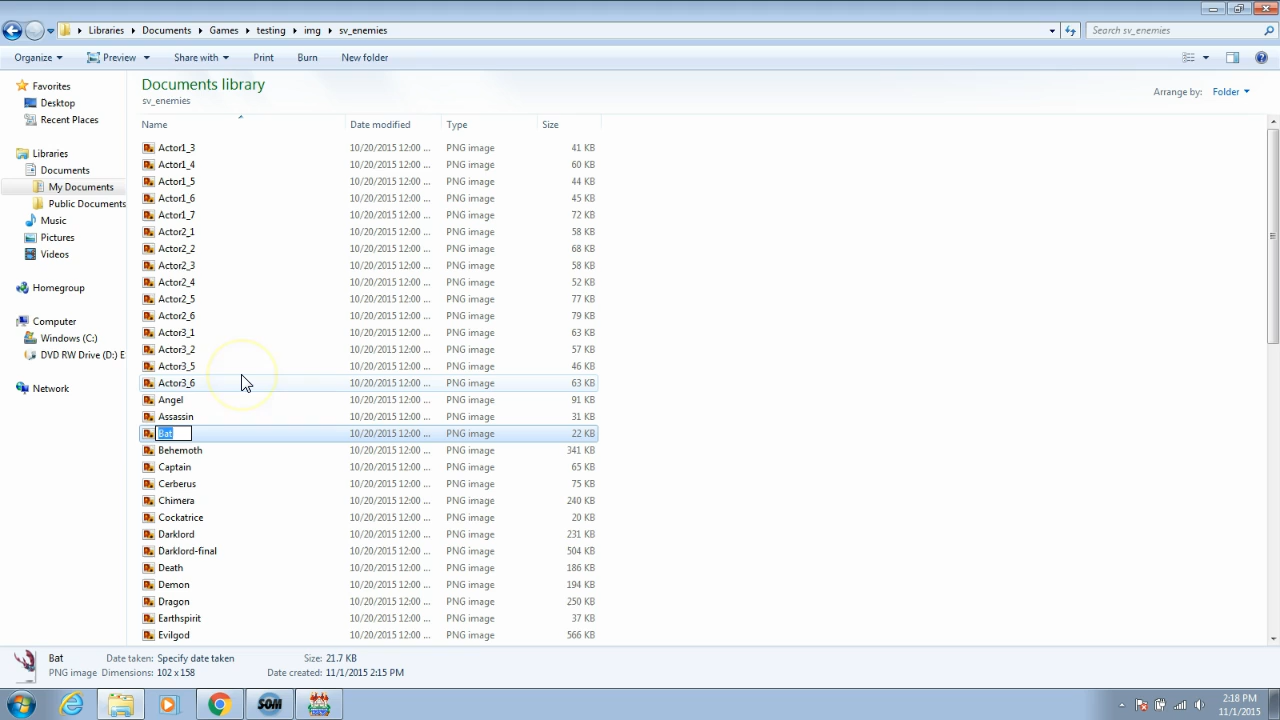 Libraries ▸ Documents ▸ Games ▸ testing ▸ img ▸ sv_enemies
Search sv_enemies
Organize Preview Share with Print Burn New folder
Favorites
Desktop
Recent Places
Libraries
Documents
My Documents
Public Documents
Music
Pictures
Videos
Homegroup
Computer
Windows (C:)
DVD RW Drive (D:) E
Network
Documents library
sv_enemies
Arrange by: Folder
Name Date modified Type Size
Actor1_3 10/20/2015 12:00 ... PNG image 41 KB
Actor1_4 10/20/2015 12:00 ... PNG image 60 KB
Actor1_5 10/20/2015 12:00 ... PNG image 44 KB
Actor1_6 10/20/2015 12:00 ... PNG image 45 KB
Actor1_7 10/20/2015 12:00 ... PNG image 72 KB
Actor2_1 10/20/2015 12:00 ... PNG image 58 KB
Actor2_2 10/20/2015 12:00 ... PNG image 68 KB
Actor2_3 10/20/2015 12:00 ... PNG image 58 KB
Actor2_4 10/20/2015 12:00 ... PNG image 52 KB
Actor2_5 10/20/2015 12:00 ... PNG image 77 KB
Actor2_6 10/20/2015 12:00 ... PNG image 79 KB
Actor3_1 10/20/2015 12:00 ... PNG image 63 KB
Actor3_2 10/20/2015 12:00 ... PNG image 57 KB
Actor3_5 10/20/2015 12:00 ... PNG image 46 KB
Actor3_6 10/20/2015 12:00 ... PNG image 63 KB
Angel 10/20/2015 12:00 ... PNG image 91 KB
Assassin 10/20/2015 12:00 ... PNG image 31 KB
Bat 10/20/2015 12:00 ... PNG image 22 KB
Behemoth 10/20/2015 12:00 ... PNG image 341 KB
Captain 10/20/2015 12:00 ... PNG image 65 KB
Cerberus 10/20/2015 12:00 ... PNG image 75 KB
Chimera 10/20/2015 12:00 ... PNG image 240 KB
Cockatrice 10/20/2015 12:00 ... PNG image 20 KB
Darklord 10/20/2015 12:00 ... PNG image 231 KB
Darklord-final 10/20/2015 12:00 ... PNG image 504 KB
Death 10/20/2015 12:00 ... PNG image 186 KB
Demon 10/20/2015 12:00 ... PNG image 194 KB
Dragon 10/20/2015 12:00 ... PNG image 250 KB
Earthspirit 10/20/2015 12:00 ... PNG image 37 KB
Evilgod 10/20/2015 12:00 ... PNG image 566 KB
Bat Date taken: Specify date taken Size: 21.7 KB
PNG image Dimensions: 102 x 158 Date created: 11/1/2015 2:15 PM
SOM
2:18 PM
11/1/2015